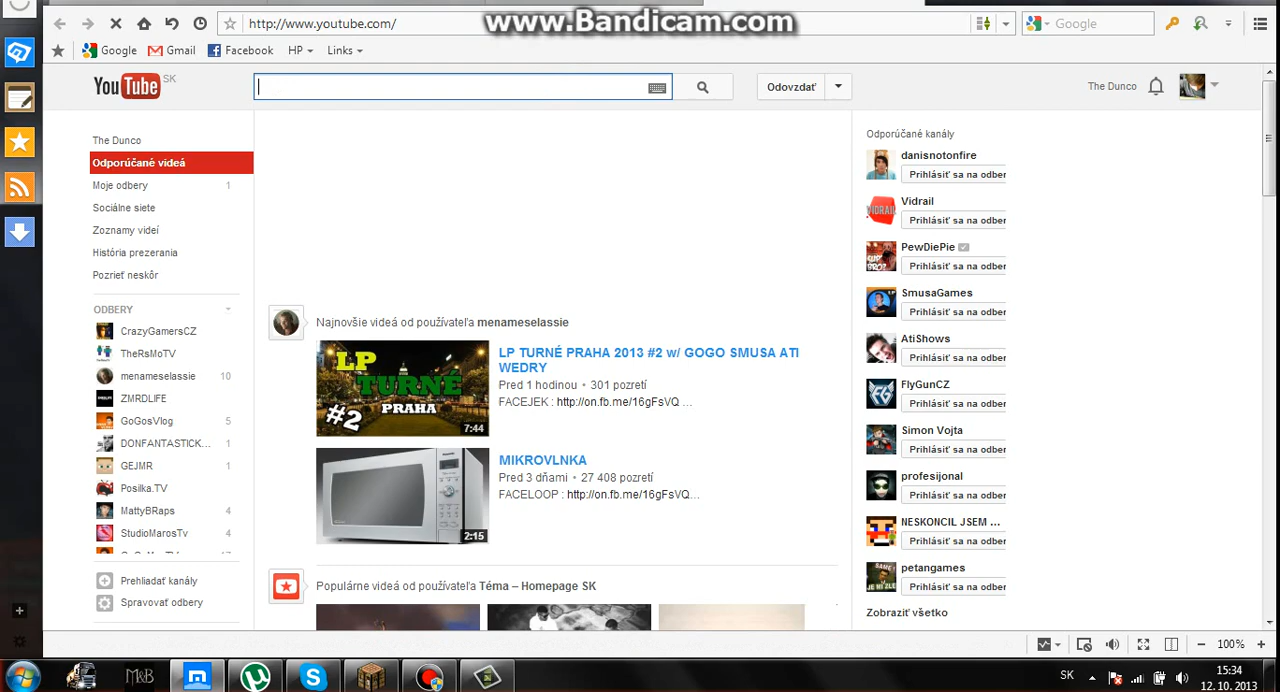 www.Bandicam.com
http://www.youtube.com/
Google
Google Gmail Facebook HP Links
YouTube SK
Odovzdať
The Dunco
The Dunco
Odporúčané videá
Moje odbery 1
Sociálne siete
Zoznamy videí
História prezerania
Pozrieť neskôr
ODBERY
CrazyGamersCZ
TheRsMoTV
menameselassie 10
ZMRDLIFE
GoGosVlog 5
DONFANTASTICK... 1
GEJMR 1
Posilka.TV
MattyBRaps 4
StudioMarosTv 4
Prehliadať kanály
Spravovať odbery
Najnovšie videá od používateľa menameselassie
LP TURNÉ PRAHA #2
7:44
LP TURNÉ PRAHA 2013 #2 w/ GOGO SMUSA ATI
WEDRY
Pred 1 hodinou • 301 pozretí
FACEJEK : http://on.fb.me/16gFsVQ ...
2:15
MIKROVLNKA
Pred 3 dňami • 27 408 pozretí
FACELOOP : http://on.fb.me/16gFsVQ...
Populárne videá od používateľa Téma – Homepage SK
Odporúčané kanály
danisnotonfire
Prihlásiť sa na odber
Vidrail
Prihlásiť sa na odber
PewDiePie
Prihlásiť sa na odber
SmusaGames
Prihlásiť sa na odber
AtiShows
Prihlásiť sa na odber
FlyGunCZ
Prihlásiť sa na odber
Simon Vojta
Prihlásiť sa na odber
profesijonal
Prihlásiť sa na odber
NESKONCIL JSEM ...
Prihlásiť sa na odber
petangames
Prihlásiť sa na odber
Zobraziť všetko
100%
M&B
SK
15:34
12. 10. 2013